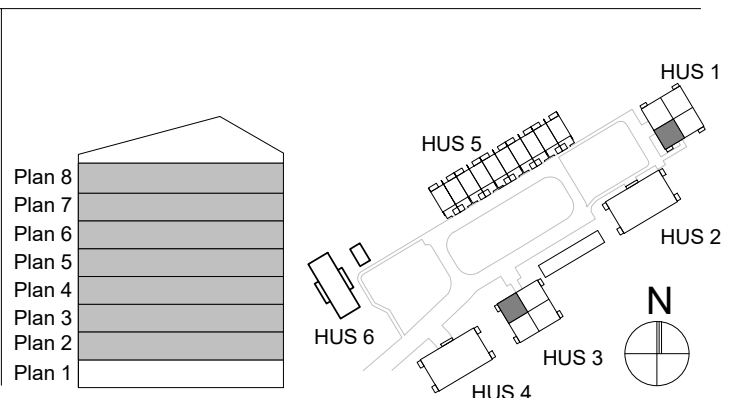 Plan 8
Plan 7
Plan 6
Plan 5
Plan 4
Plan 3
Plan 2
Plan 1
HUS 1
HUS 5
HUS 2
HUS 6
HUS 3
HUS 4
N